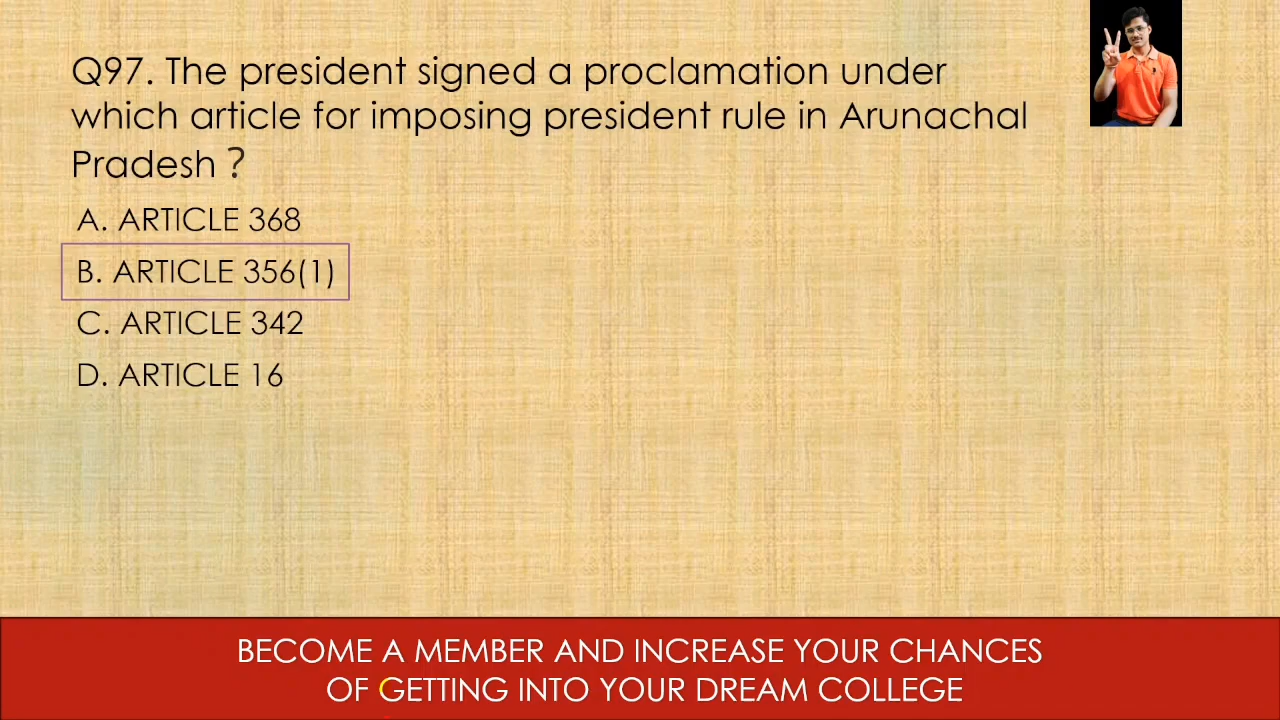 Q97. The president signed a proclamation under
which article for imposing president rule in Arunachal
Pradesh ?
A. ARTICLE 368
B. ARTICLE 356(1)
C. ARTICLE 342
D. ARTICLE 16
BECOME A MEMBER AND INCREASE YOUR CHANCES
OF GETTING INTO YOUR DREAM COLLEGE